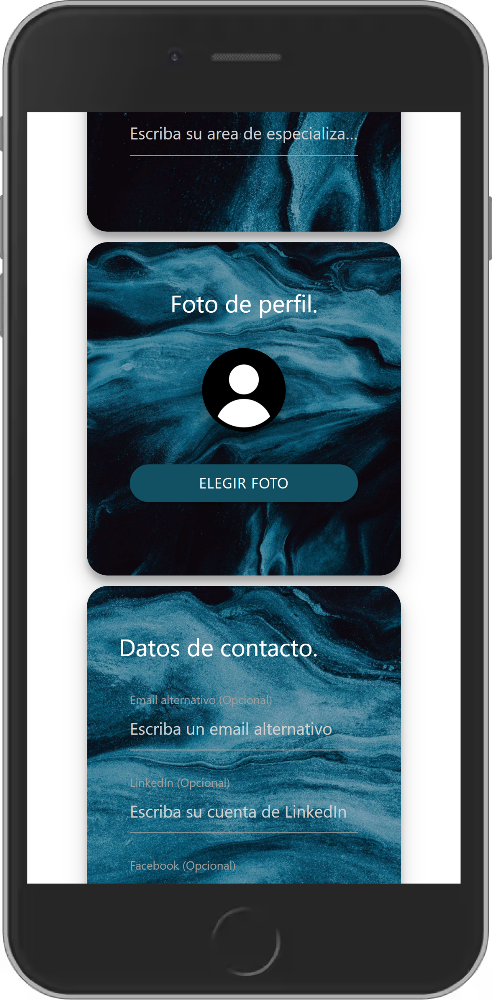 Escriba su area de especializa...
Foto de perfil.
ELEGIR FOTO
Datos de contacto.
Email alternativo (Opcional)
Escriba un email alternativo
LinkedIn (Opcional)
Escriba su cuenta de LinkedIn
Facebook (Opcional)